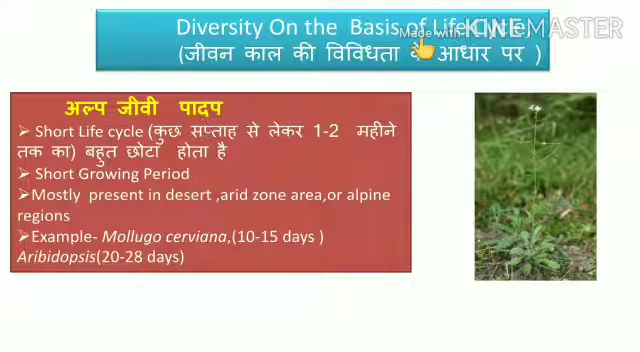 Diversity On the Basis of Life Cycle
Made with KINEMASTER
(जीवन काल की विविधता के आधार पर )
अल्प जीवी पादप
➢ Short Life cycle (कुछ सप्ताह से लेकर 1-2 महीने
तक का) बहुत छोटा होता है
➢ Short Growing Period
➢Mostly present in desert ,arid zone area,or alpine
regions
➢Example- Mollugo cerviana,(10-15 days )
Aribidopsis(20-28 days)